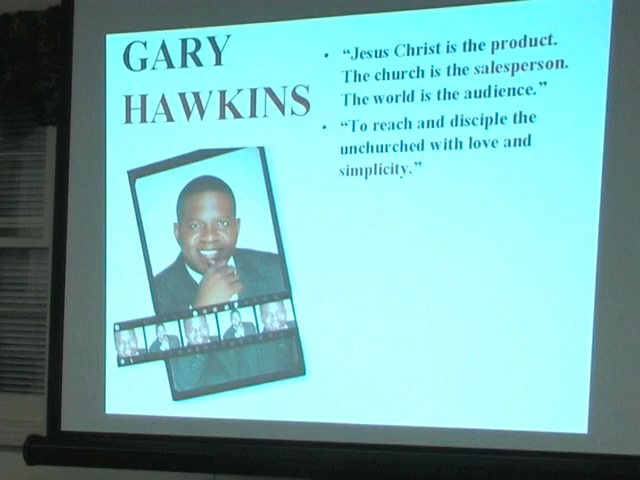 GARY
HAWKINS
• “Jesus Christ is the product.
The church is the salesperson.
The world is the audience.”
• “To reach and disciple the
unchurched with love and
simplicity.”